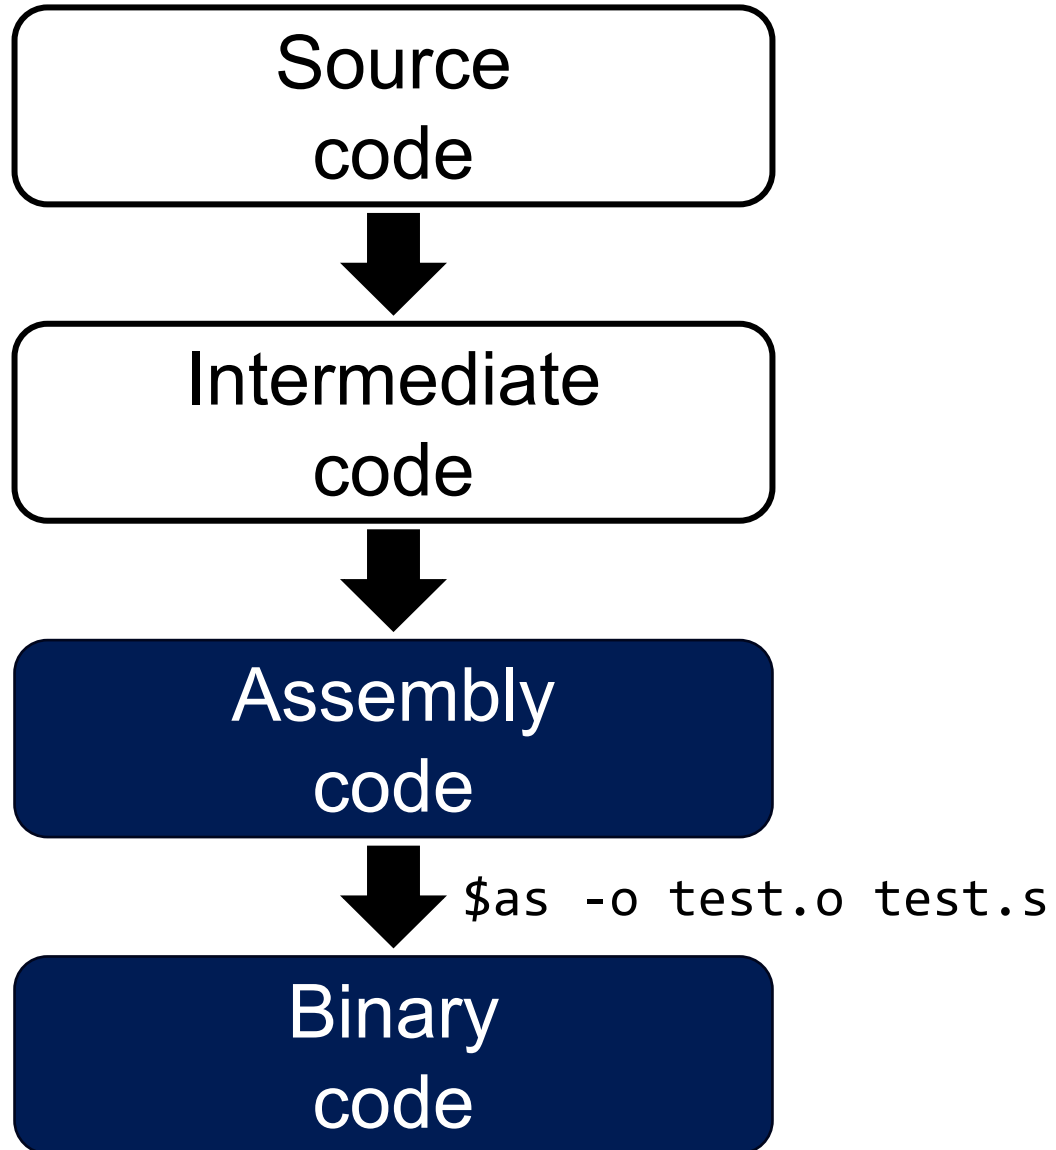 Source
code
Intermediate
code
Assembly
code
$as -o test.o test.s
Binary
code